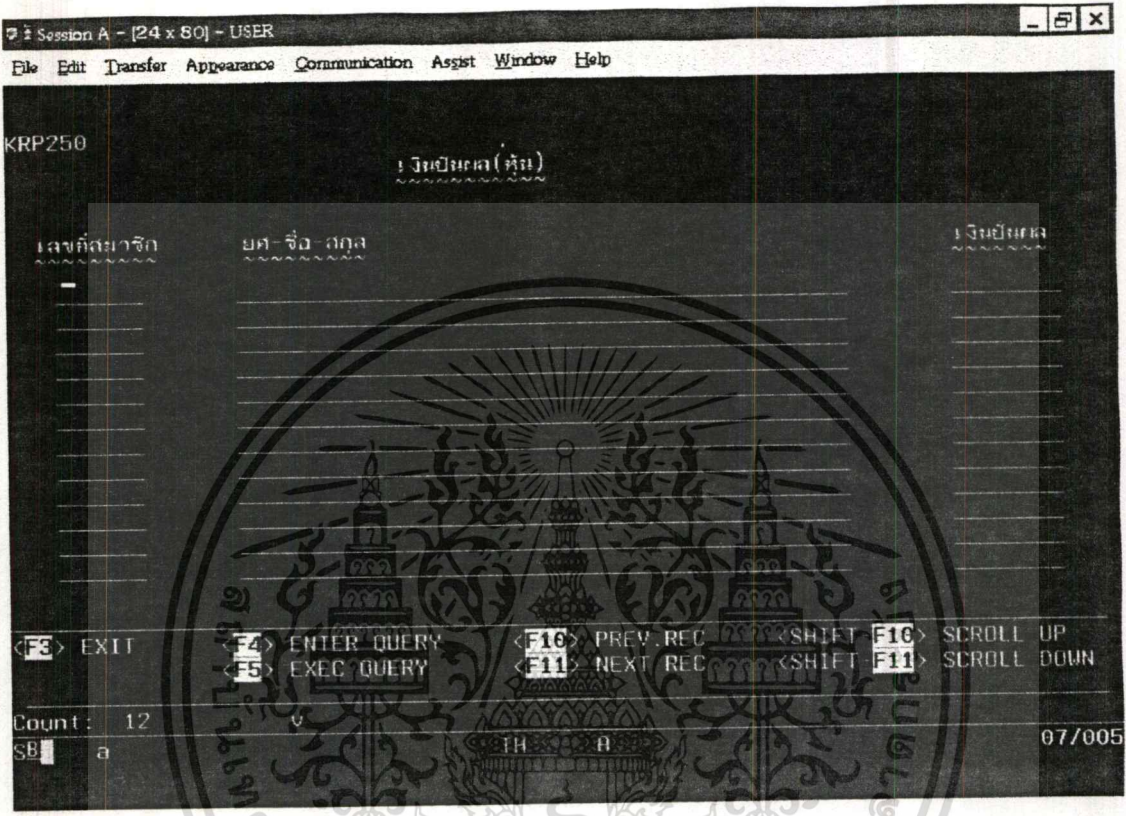 Session A - [24 x 80] - USER
File Edit Transfer Appearance Communication Assist Window Help
KRP250
เงินปันผล(หุ้น)
เลขที่สมาชิก ยศ-ชื่อ-สกุล เงินปันผล
<F3> EXIT <F4> ENTER QUERY <F10> PREV.REC <SHIFT F10> SCROLL UP
<F5> EXEC QUERY <F11> NEXT REC <SHIFT F11> SCROLL DOWN
Count: 12 v
SB a TH A 07/005